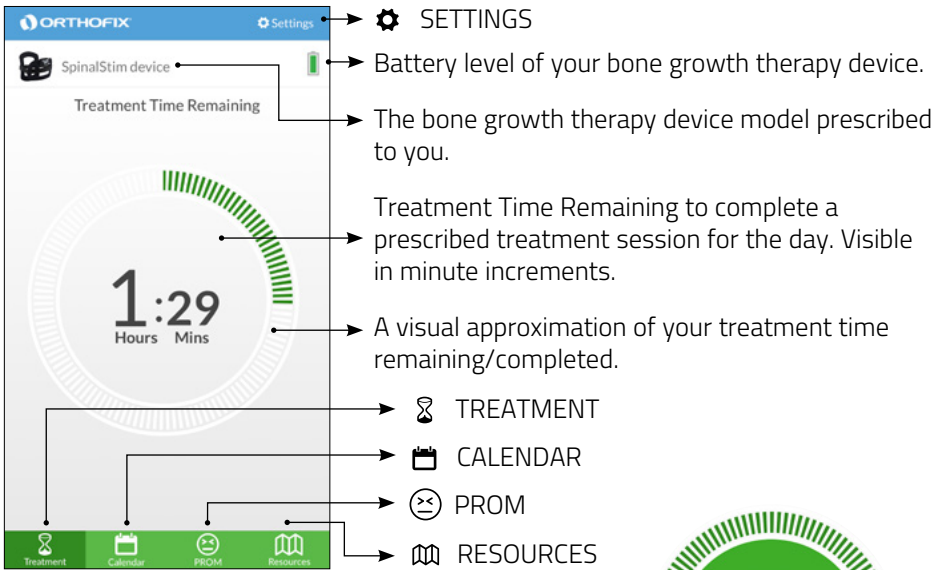 ORTHOFIX
Settings
SpinalStim device
Treatment Time Remaining
1:29
Hours Mins
Treatment
Calendar
PROM
Resources
SETTINGS
Battery level of your bone growth therapy device.
The bone growth therapy device model prescribed
to you.
Treatment Time Remaining to complete a
prescribed treatment session for the day. Visible
in minute increments.
A visual approximation of your treatment time
remaining/completed.
TREATMENT
CALENDAR
PROM
RESOURCES